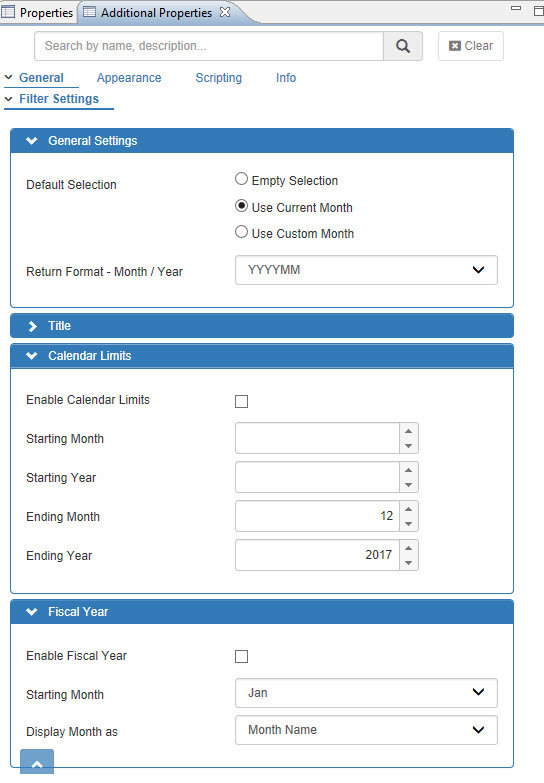 Properties Additional Properties
Search by name, description... Clear
General Appearance Scripting Info
Filter Settings
General Settings
Default Selection Empty Selection
Use Current Month
Use Custom Month
Return Format - Month / Year YYYYMM
Title
Calendar Limits
Enable Calendar Limits
Starting Month
Starting Year
Ending Month 12
Ending Year 2017
Fiscal Year
Enable Fiscal Year
Starting Month Jan
Display Month as Month Name